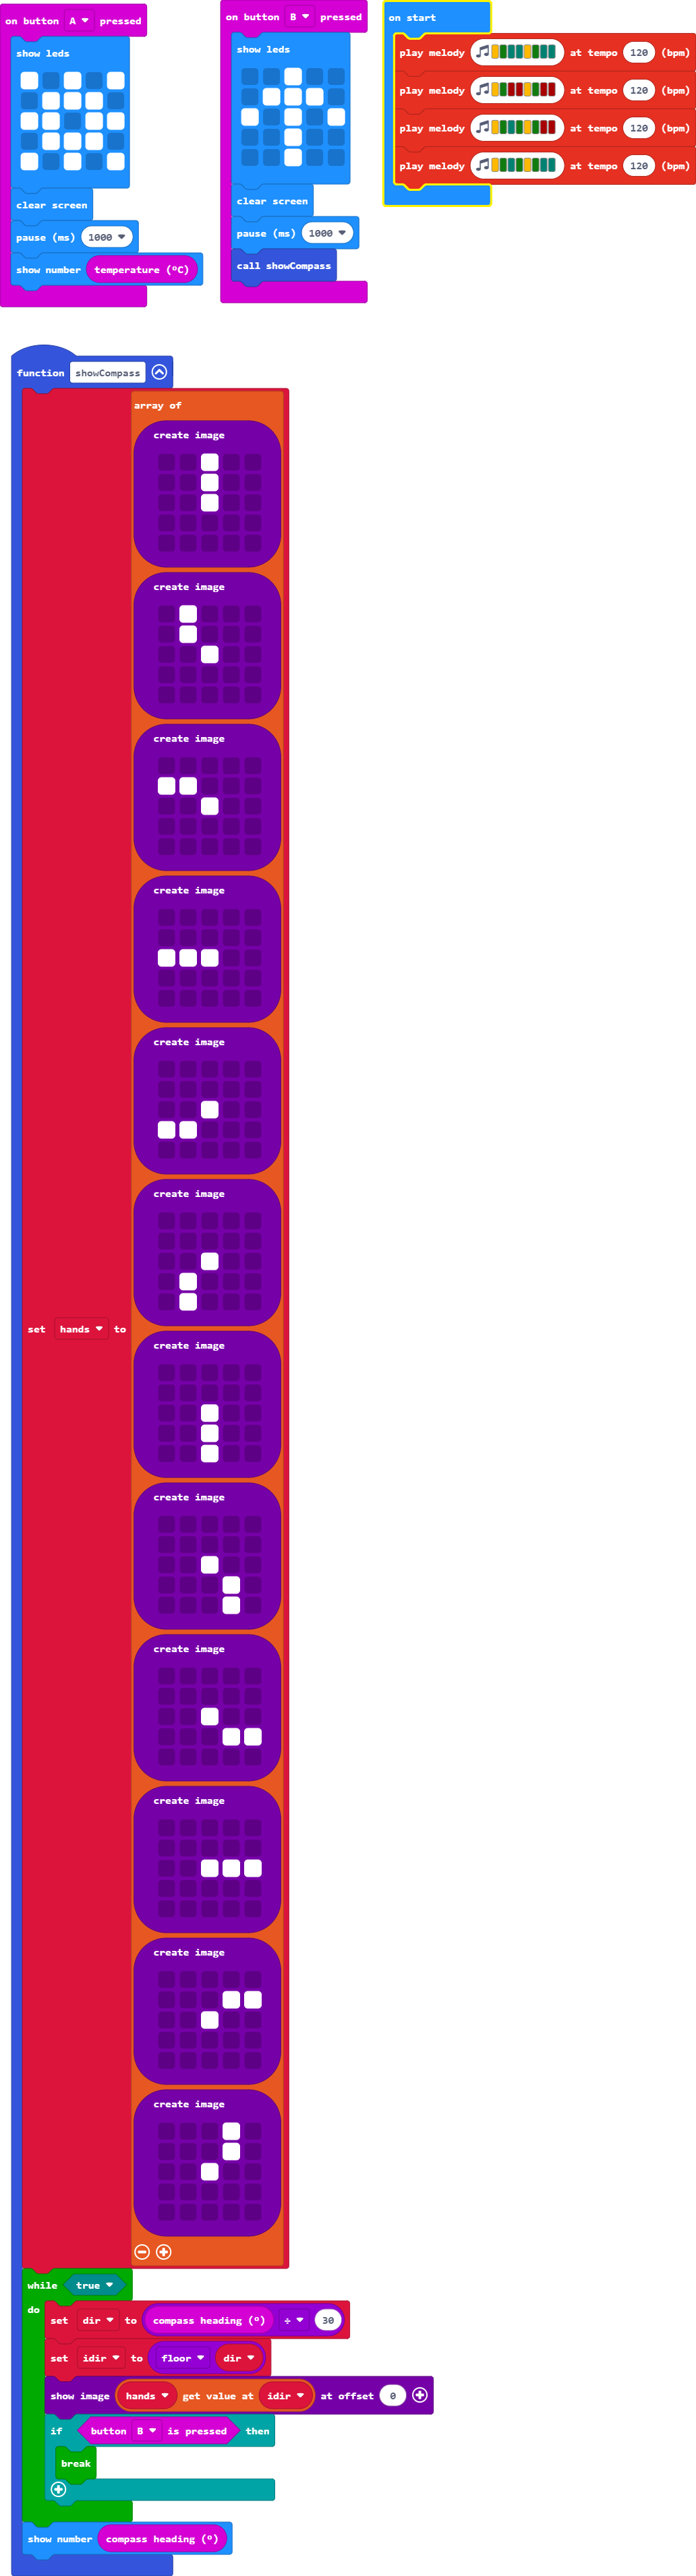 on button A pressed
show leds
clear screen
pause (ms) 1000
show number temperature (°C)
on button B pressed
show leds
clear screen
pause (ms) 1000
call showCompass
on start
play melody at tempo 120 (bpm)
play melody at tempo 120 (bpm)
play melody at tempo 120 (bpm)
play melody at tempo 120 (bpm)
function showCompass
set hands to
array of
create image
create image
create image
create image
create image
create image
create image
create image
create image
create image
create image
create image
while true
do
set dir to compass heading (°) ÷ 30
set idir to floor dir
show image hands get value at idir at offset 0
if button B is pressed then
break
show number compass heading (°)